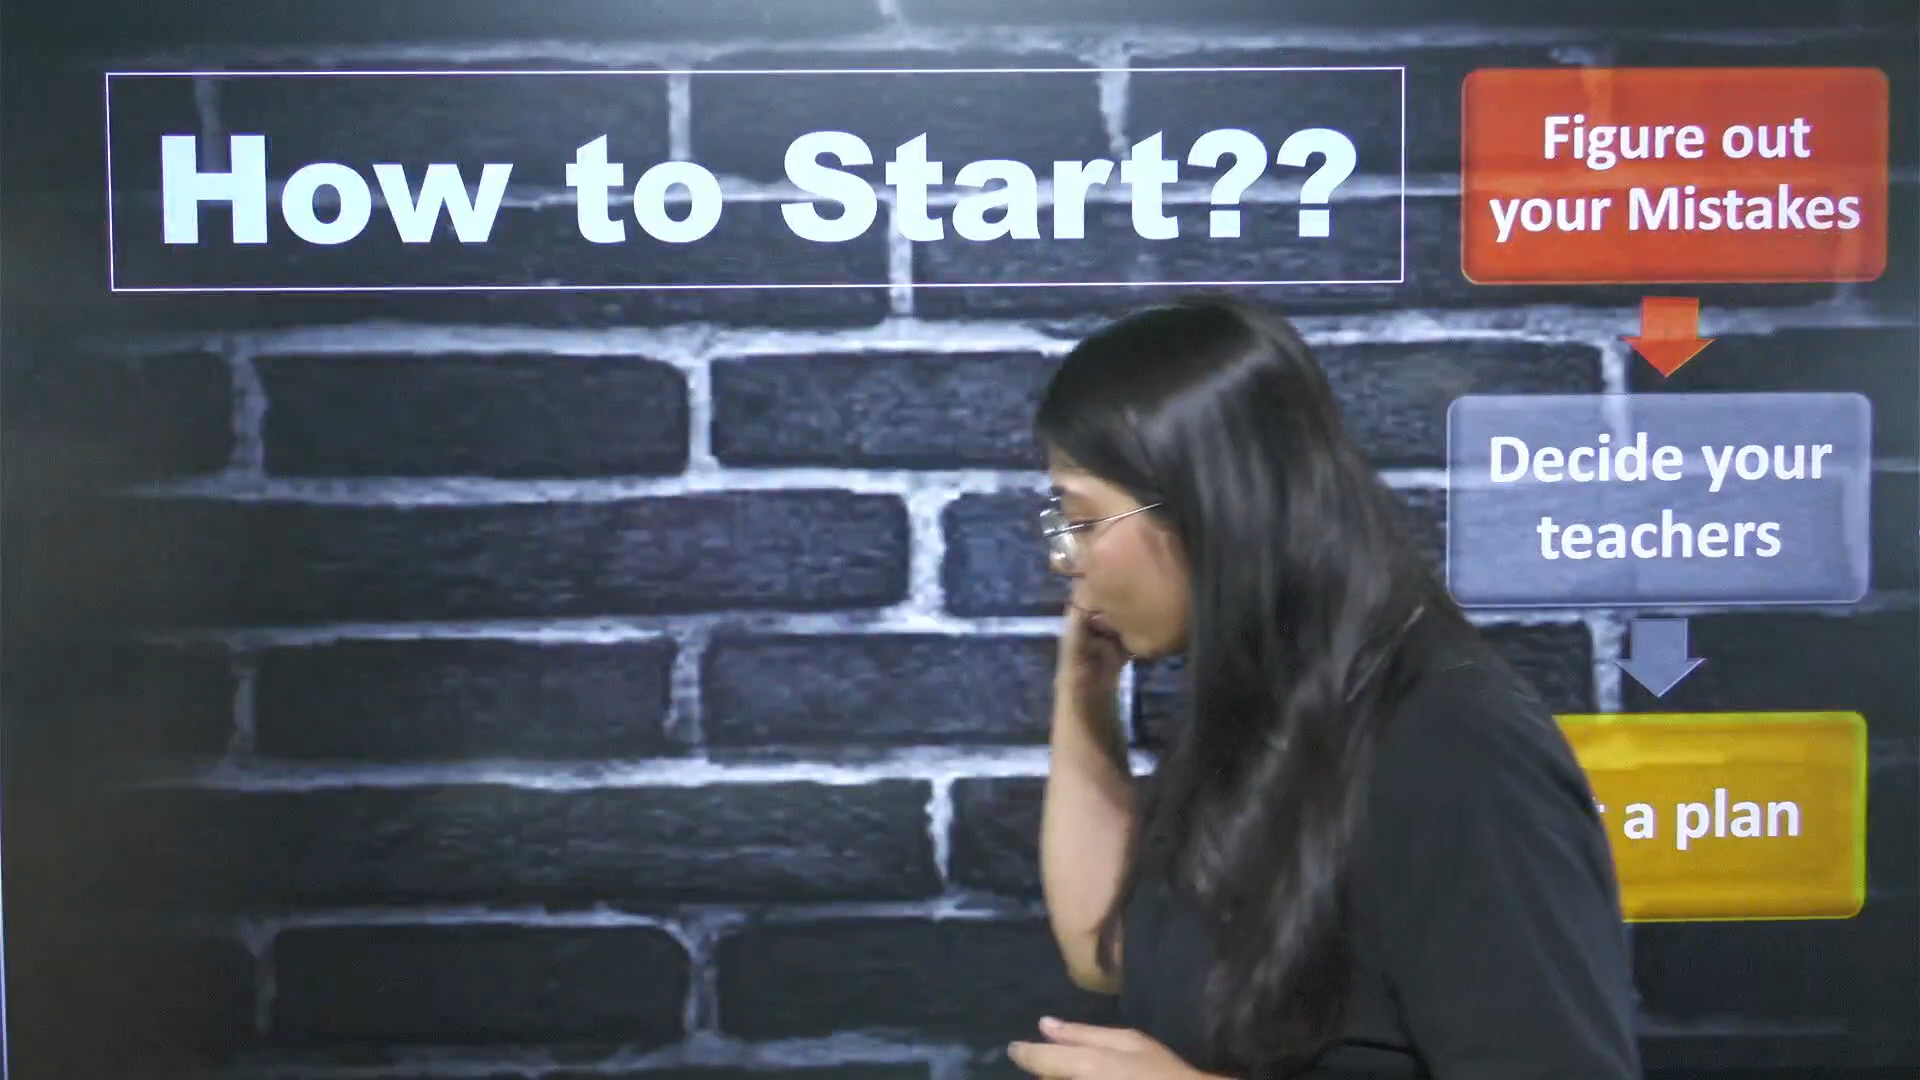 How to Start??
Figure out
your Mistakes
Decide your
teachers
a plan